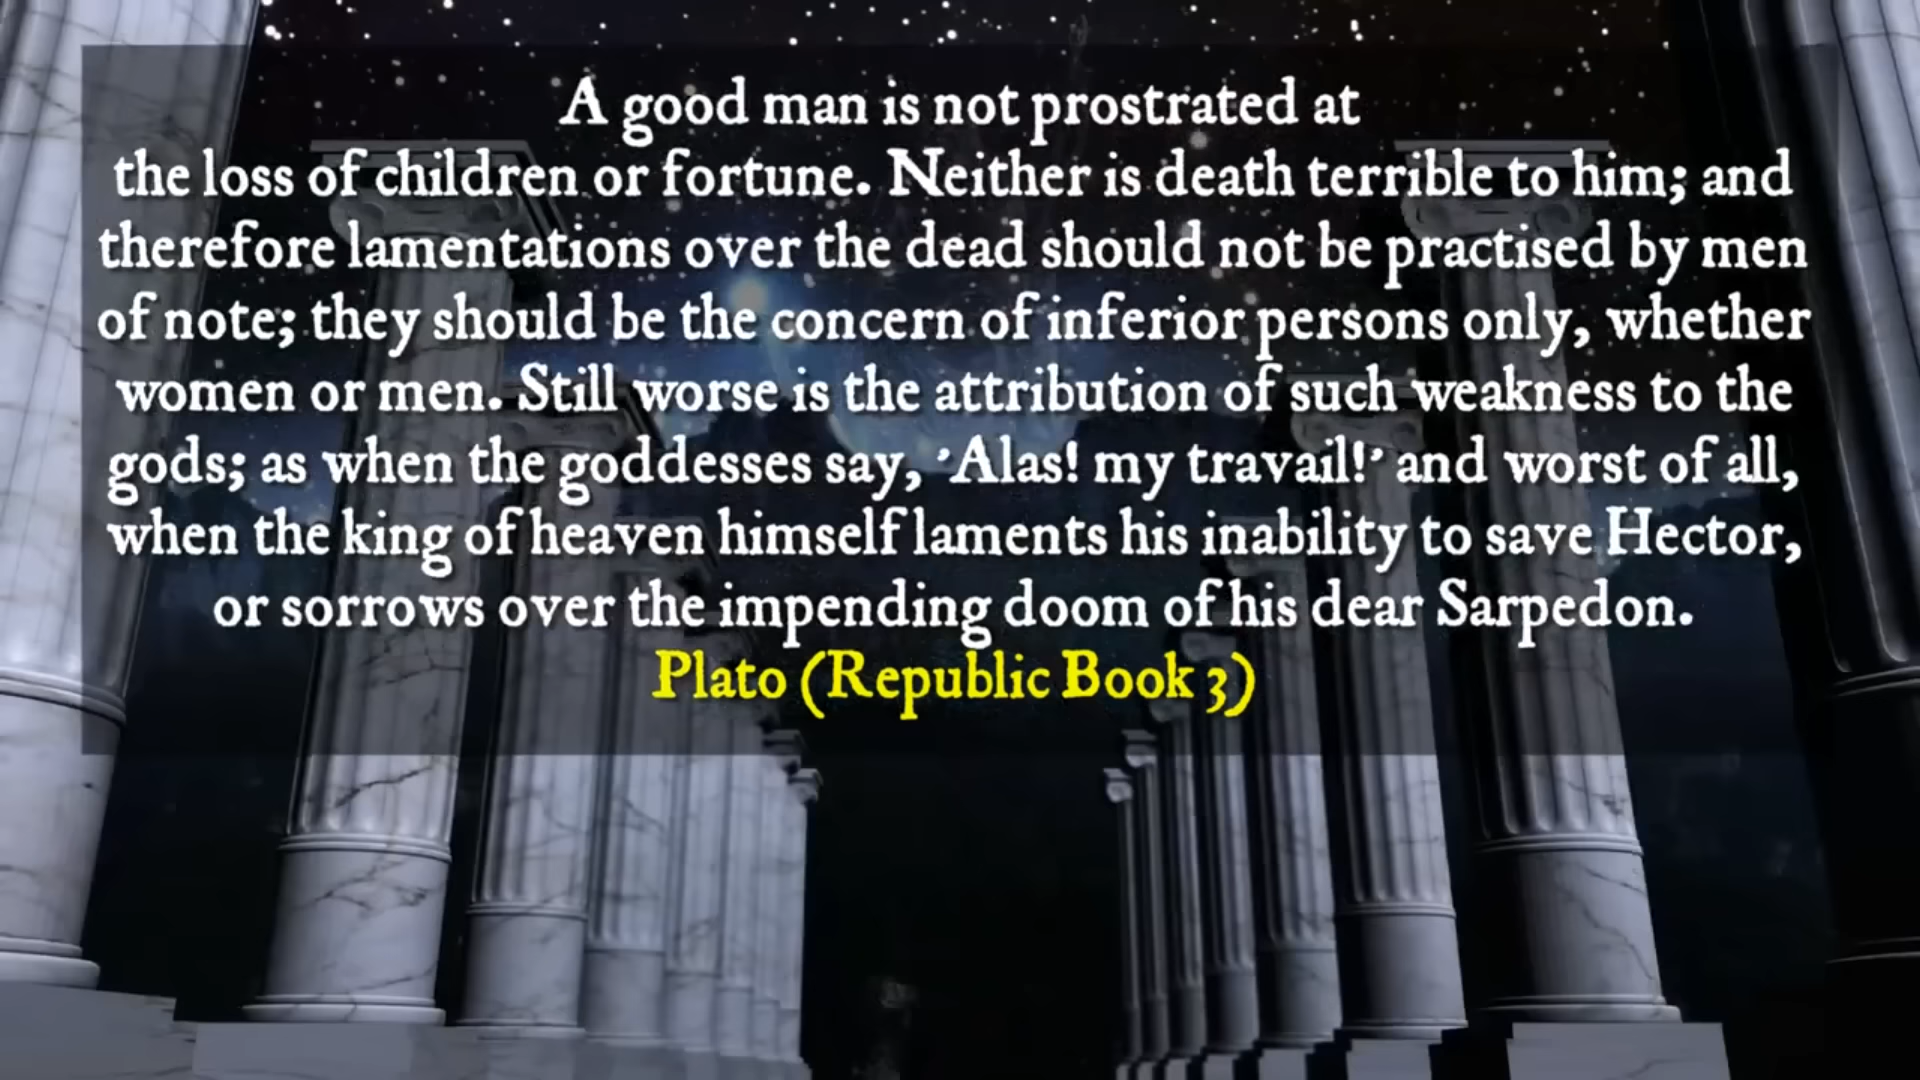 A good man is not prostrated at
the loss of children or fortune. Neither is death terrible to him; and
therefore lamentations over the dead should not be practised by men
of note; they should be the concern of inferior persons only, whether
women or men. Still worse is the attribution of such weakness to the
gods; as when the goddesses say, 'Alas! my travail!' and worst of all,
when the king of heaven himself laments his inability to save Hector,
or sorrows over the impending doom of his dear Sarpedon.
Plato (Republic Book 3)